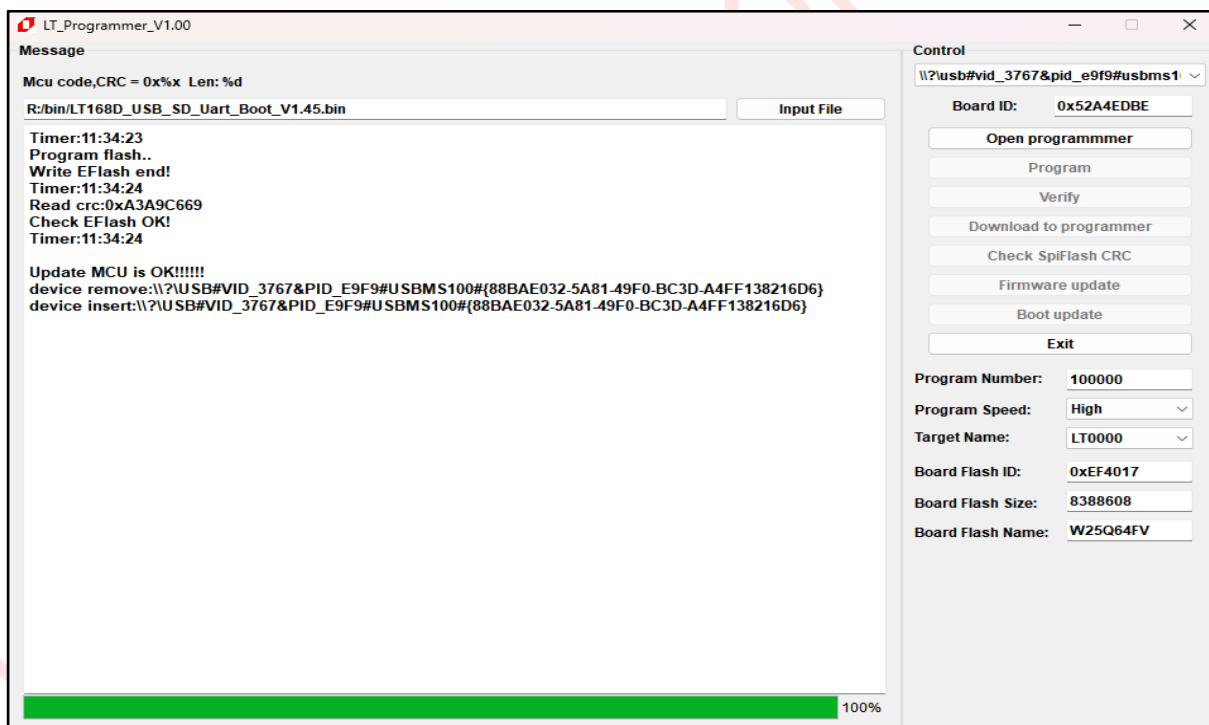 LT_Programmer_V1.00
Message
Mcu code,CRC = 0x%x  Len: %d
R:/bin/LT168D_USB_SD_Uart_Boot_V1.45.bin
Input File
Timer:11:34:23
Program flash..
Write EFlash end!
Timer:11:34:24
Read crc:0xA3A9C669
Check EFlash OK!
Timer:11:34:24
Update MCU is OK!!!!!!
device remove:\\?\USB#VID_3767&PID_E9F9#USBMS100#{88BAE032-5A81-49F0-BC3D-A4FF138216D6}
device insert:\\?\USB#VID_3767&PID_E9F9#USBMS100#{88BAE032-5A81-49F0-BC3D-A4FF138216D6}
100%
Control
\\?\usb#vid_3767&pid_e9f9#usbms1
Board ID: 0x52A4EDBE
Open programmmer
Program
Verify
Download to programmer
Check SpiFlash CRC
Firmware update
Boot update
Exit
Program Number: 100000
Program Speed: High
Target Name: LT0000
Board Flash ID: 0xEF4017
Board Flash Size: 8388608
Board Flash Name: W25Q64FV